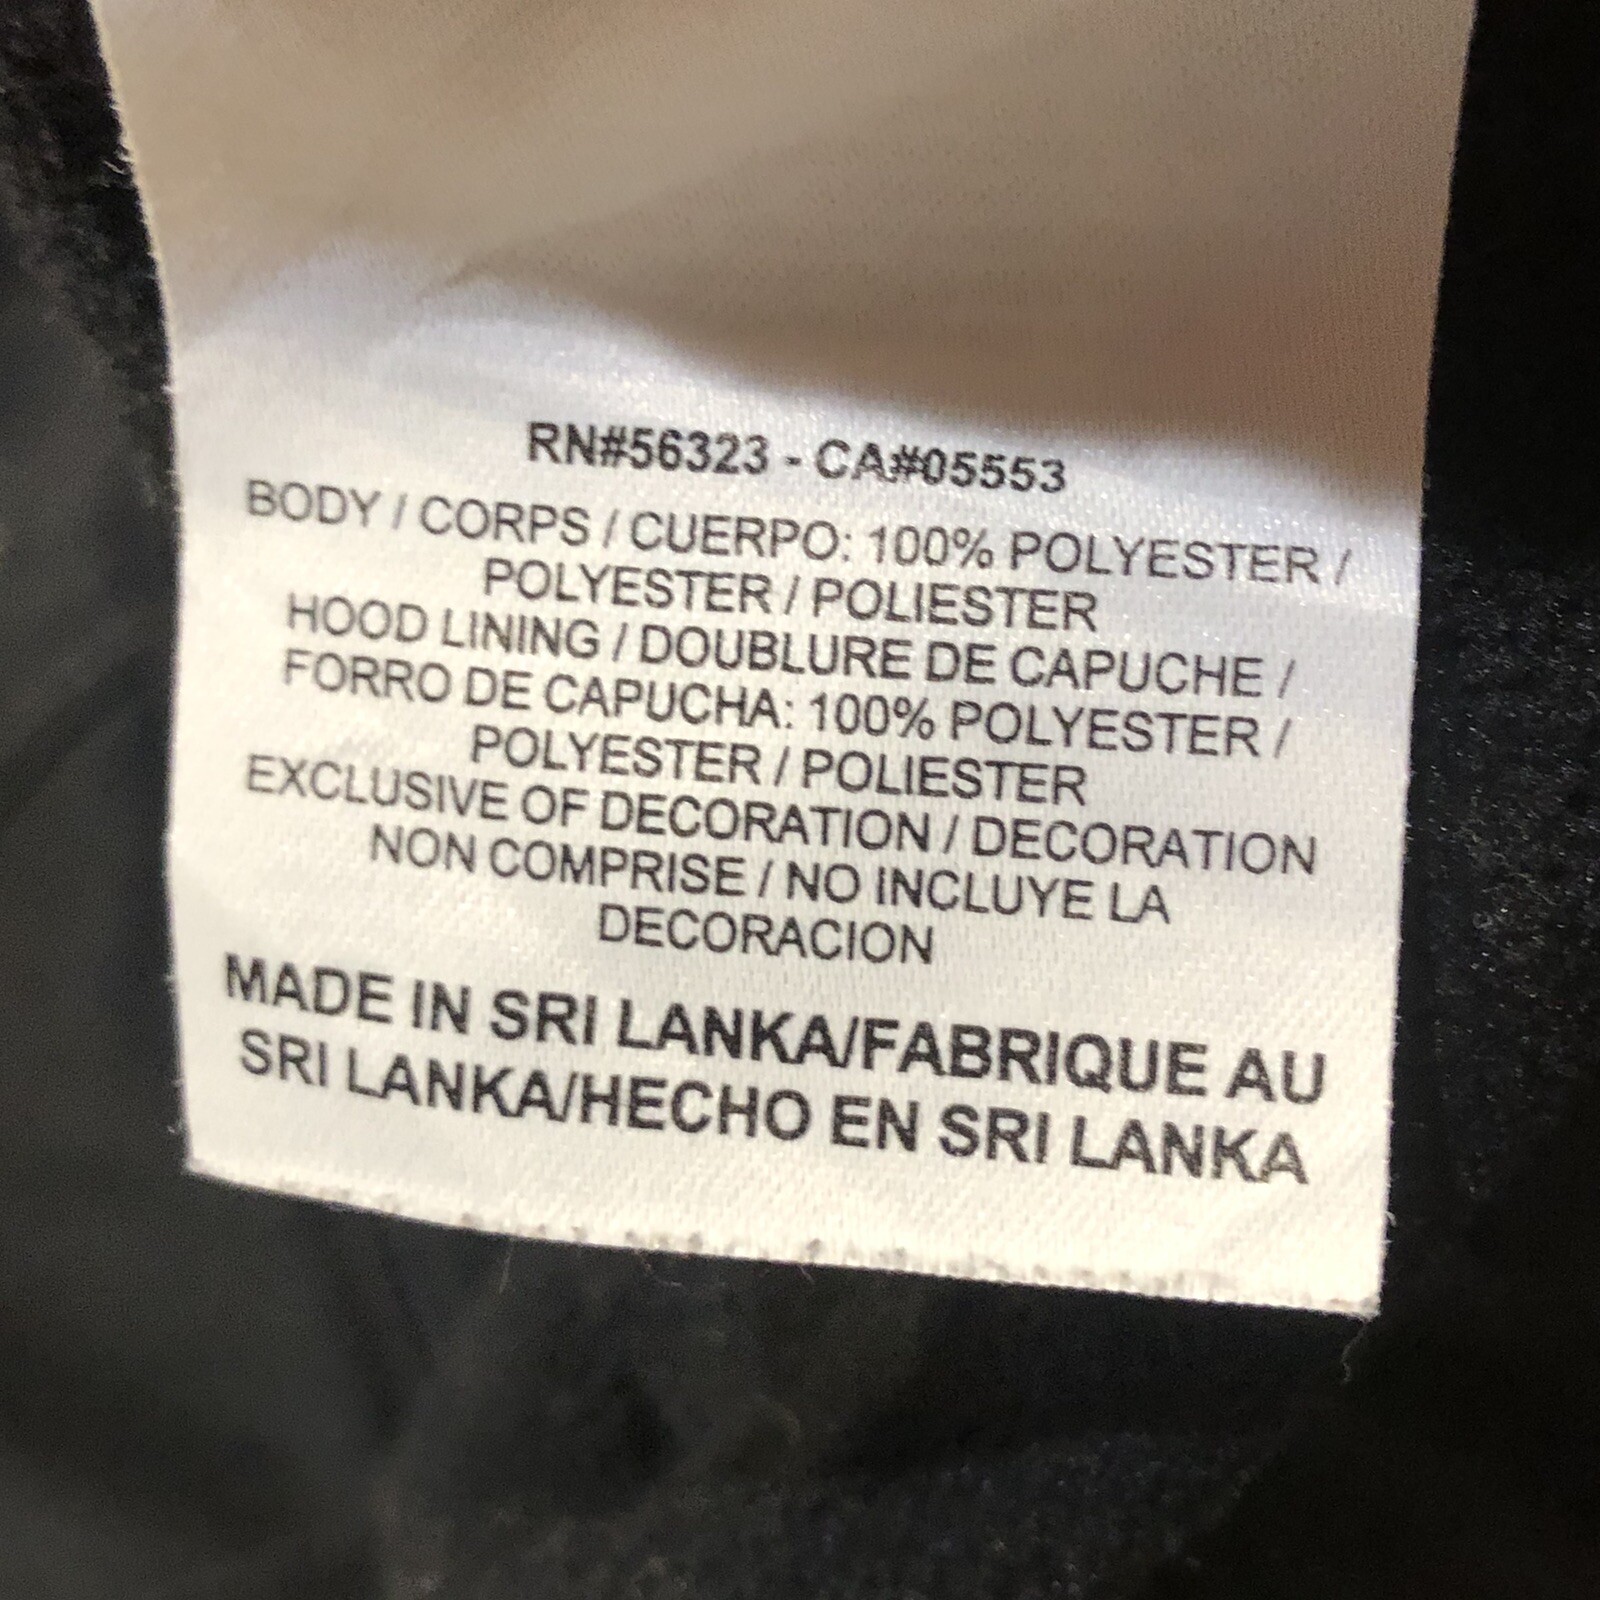 RN#56323 - CA#05553
BODY / CORPS / CUERPO: 100% POLYESTER /
POLYESTER / POLIESTER
HOOD LINING / DOUBLURE DE CAPUCHE /
FORRO DE CAPUCHA: 100% POLYESTER /
POLYESTER / POLIESTER
EXCLUSIVE OF DECORATION / DECORATION
NON COMPRISE / NO INCLUYE LA
DECORACION
MADE IN SRI LANKA/FABRIQUE AU
SRI LANKA/HECHO EN SRI LANKA